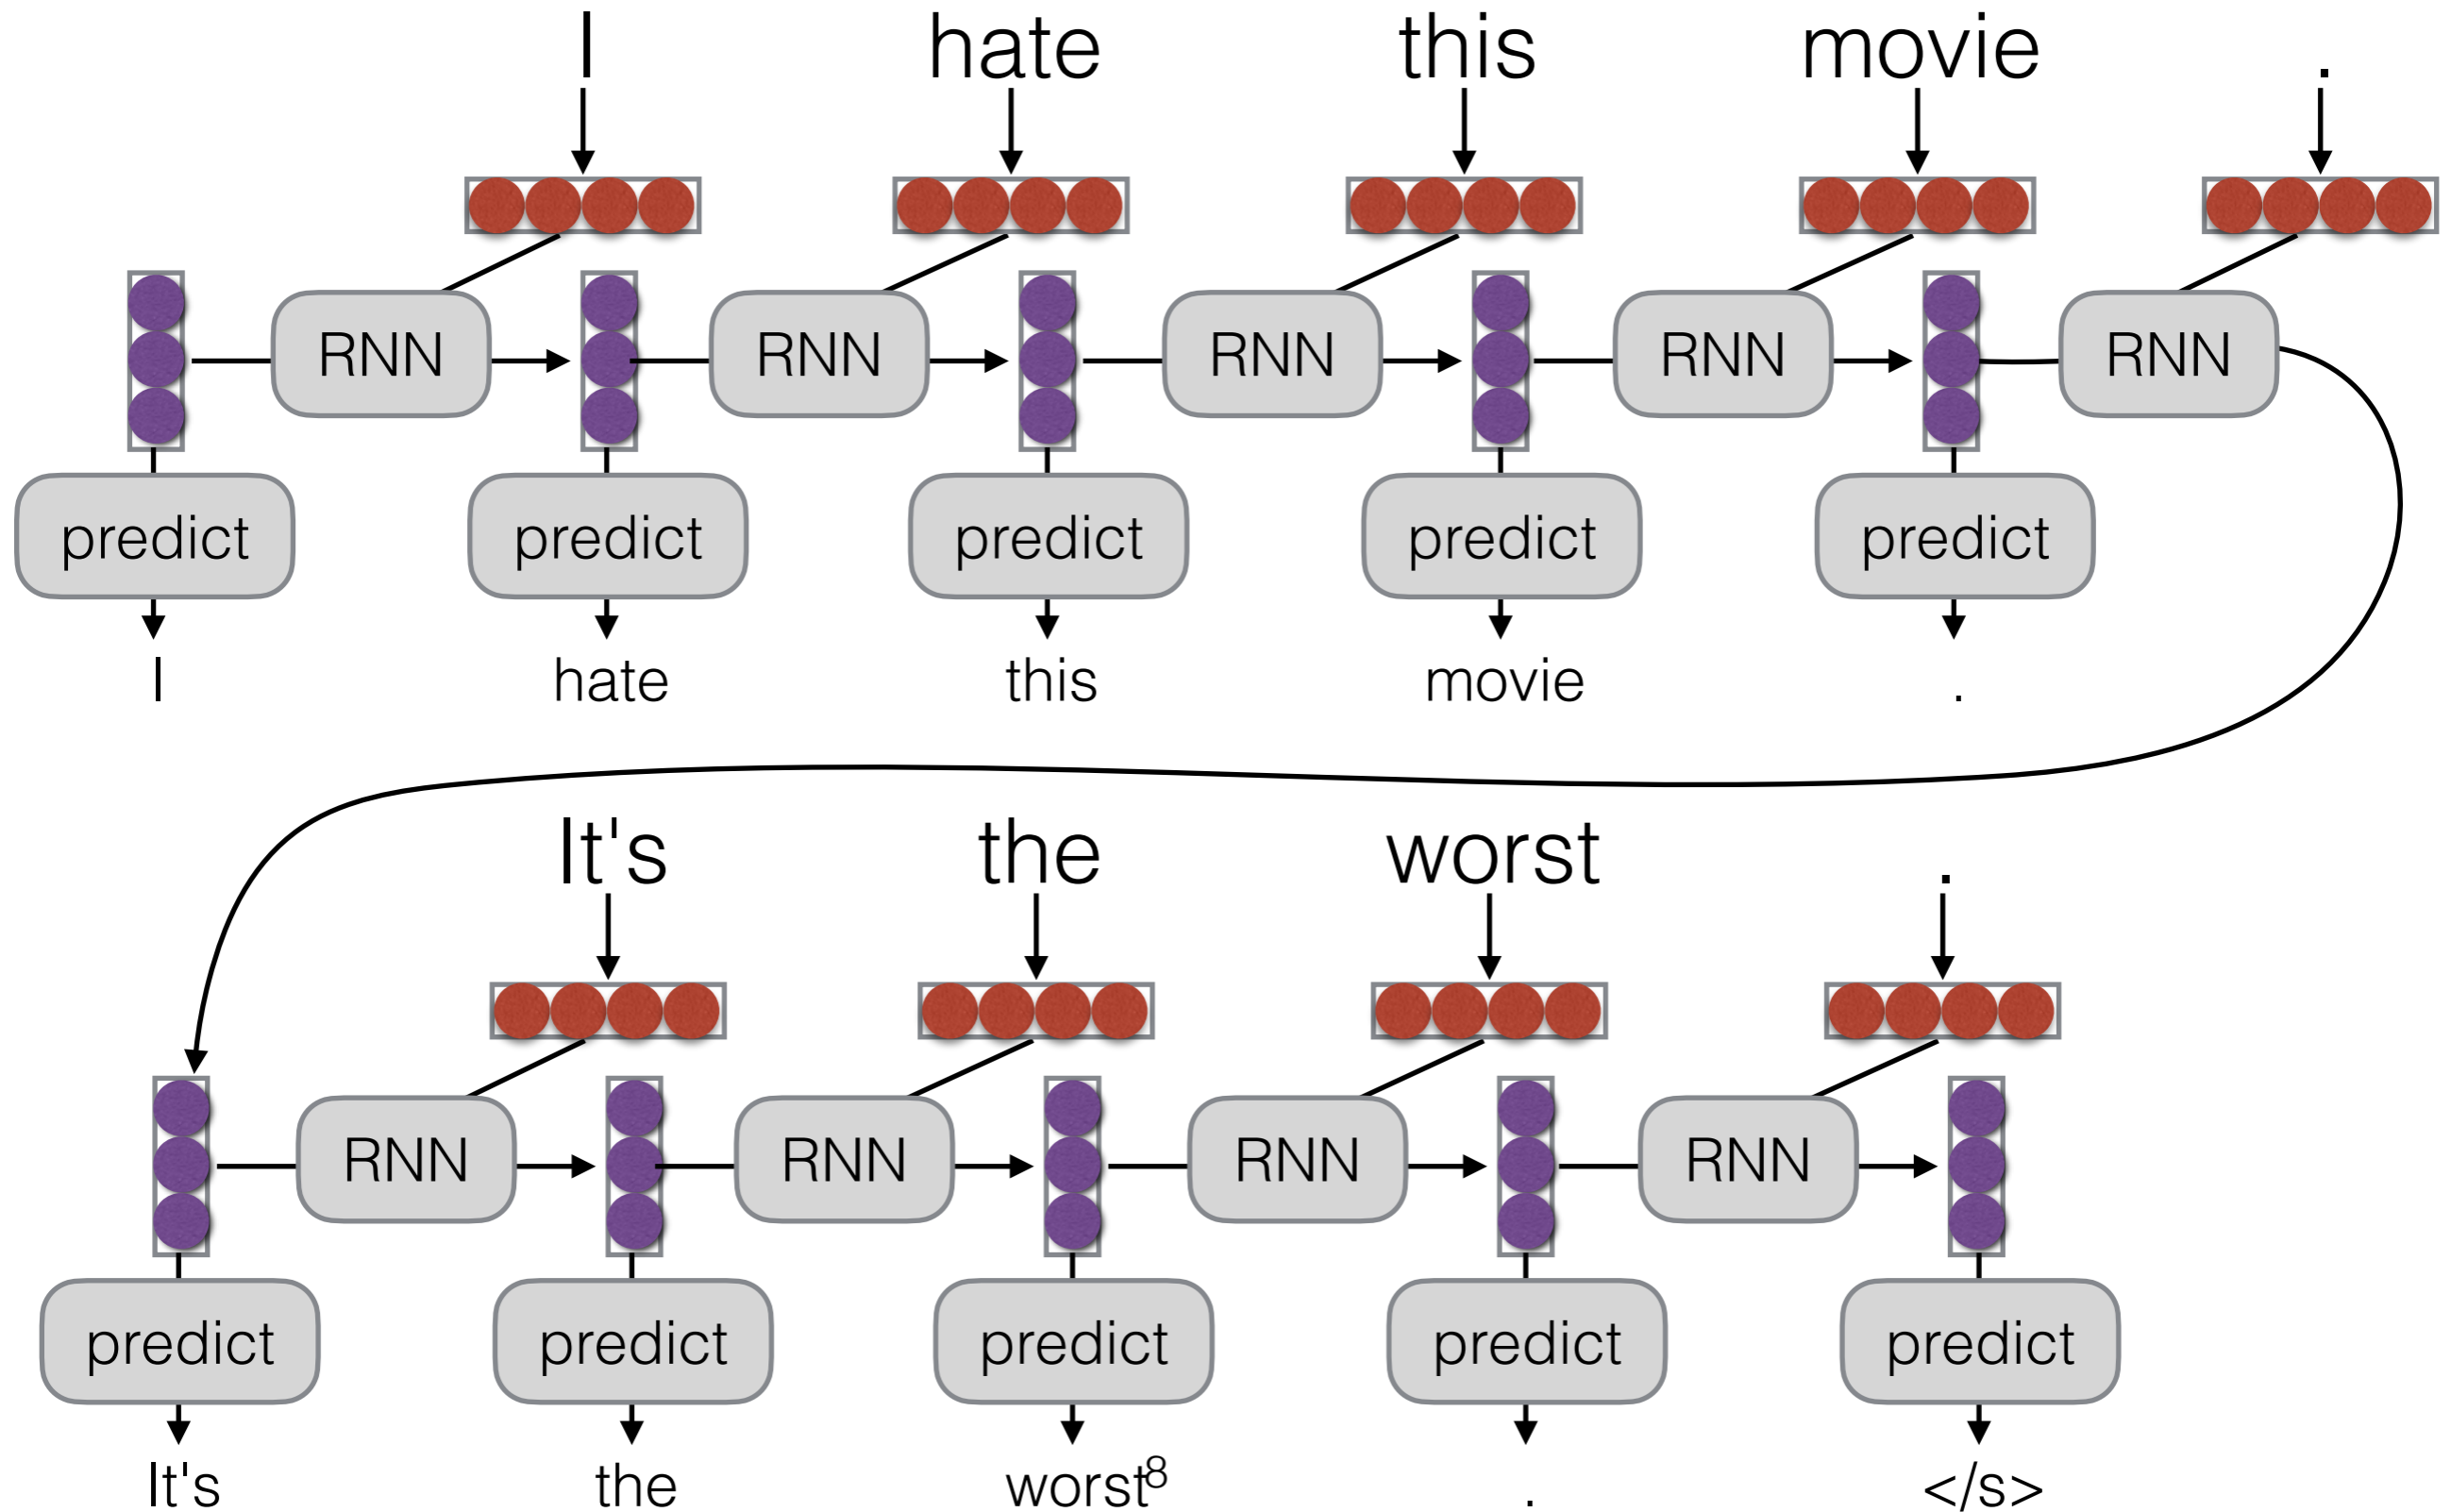 I hate this movie .
RNN RNN RNN RNN RNN
predict predict predict predict predict
I hate this movie .
It's the worst .
RNN RNN RNN RNN
predict predict predict predict predict
It's the worst8 . </s>